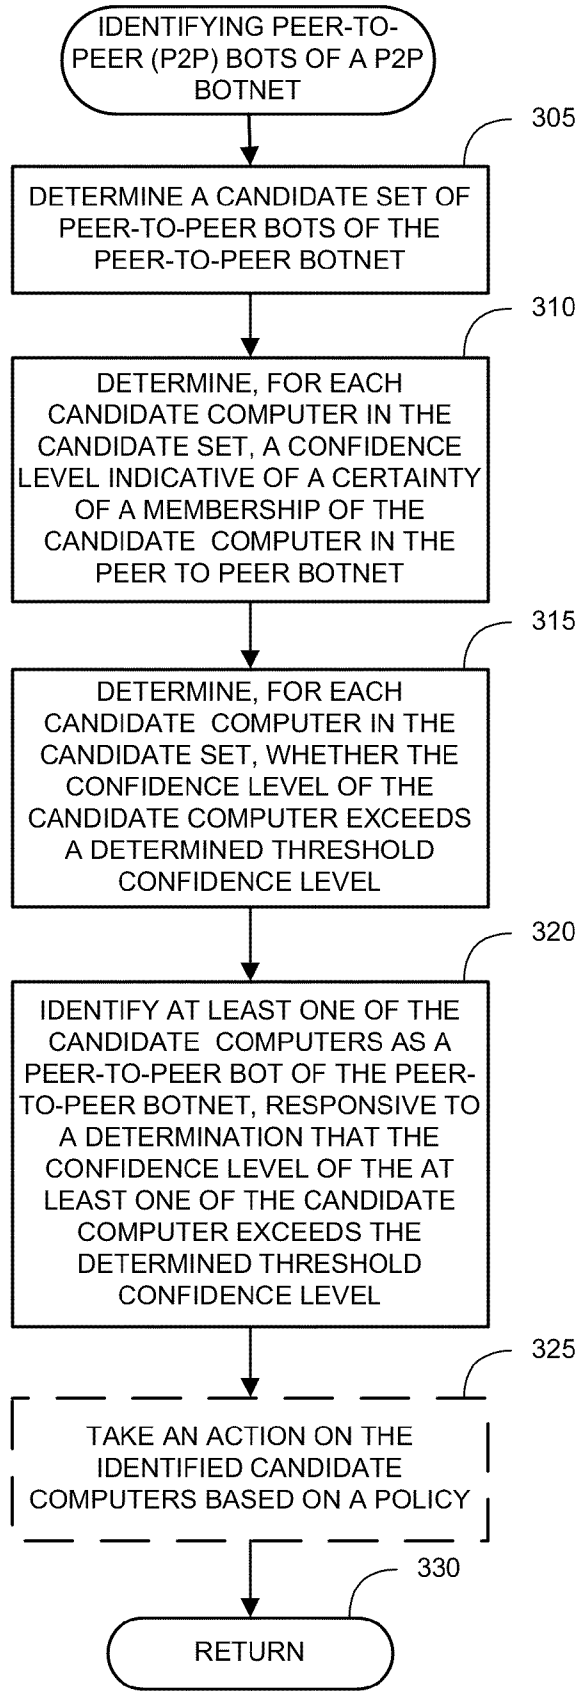 IDENTIFYING PEER-TO-
PEER (P2P) BOTS OF A P2P
BOTNET
305
DETERMINE A CANDIDATE SET OF
PEER-TO-PEER BOTS OF THE
PEER-TO-PEER BOTNET
310
DETERMINE, FOR EACH
CANDIDATE COMPUTER IN THE
CANDIDATE SET, A CONFIDENCE
LEVEL INDICATIVE OF A CERTAINTY
OF A MEMBERSHIP OF THE
CANDIDATE COMPUTER IN THE
PEER TO PEER BOTNET
315
DETERMINE, FOR EACH
CANDIDATE COMPUTER IN THE
CANDIDATE SET, WHETHER THE
CONFIDENCE LEVEL OF THE
CANDIDATE COMPUTER EXCEEDS
A DETERMINED THRESHOLD
CONFIDENCE LEVEL
320
IDENTIFY AT LEAST ONE OF THE
CANDIDATE COMPUTERS AS A
PEER-TO-PEER BOT OF THE PEER-
TO-PEER BOTNET, RESPONSIVE TO
A DETERMINATION THAT THE
CONFIDENCE LEVEL OF THE AT
LEAST ONE OF THE CANDIDATE
COMPUTER EXCEEDS THE
DETERMINED THRESHOLD
CONFIDENCE LEVEL
325
TAKE AN ACTION ON THE
IDENTIFIED CANDIDATE
COMPUTERS BASED ON A POLICY
330
RETURN